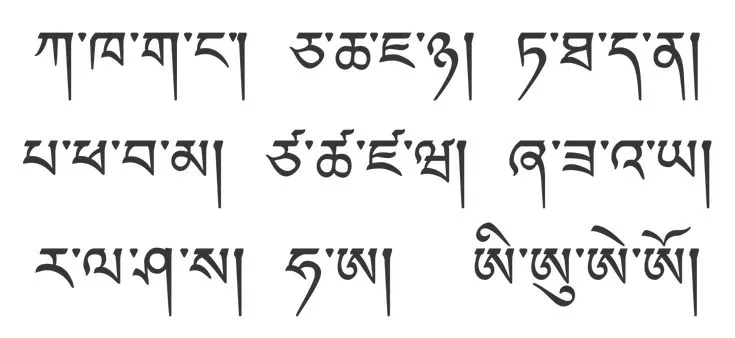 ཀ་ཁ་ག་ང་། ཅ་ཆ་ཇ་ཉ། ཏ་ཐ་ད་ན།
པ་ཕ་བ་མ། ཙ་ཚ་ཛ་ཝ། ཞ་ཟ་འ་ཡ།
ར་ལ་ཤ་ས། ཧ་ཨ། ཨི་ཨུ་ཨེ་ཨོ།